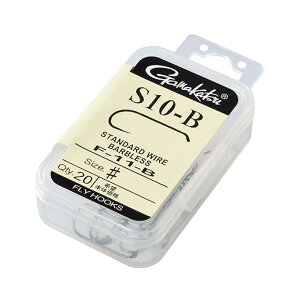 Gamakatsu
S10-B
STANDARD WIRE
BARBLESS
F-11-B
Size: #
Qty. 20
FLY HOOKS